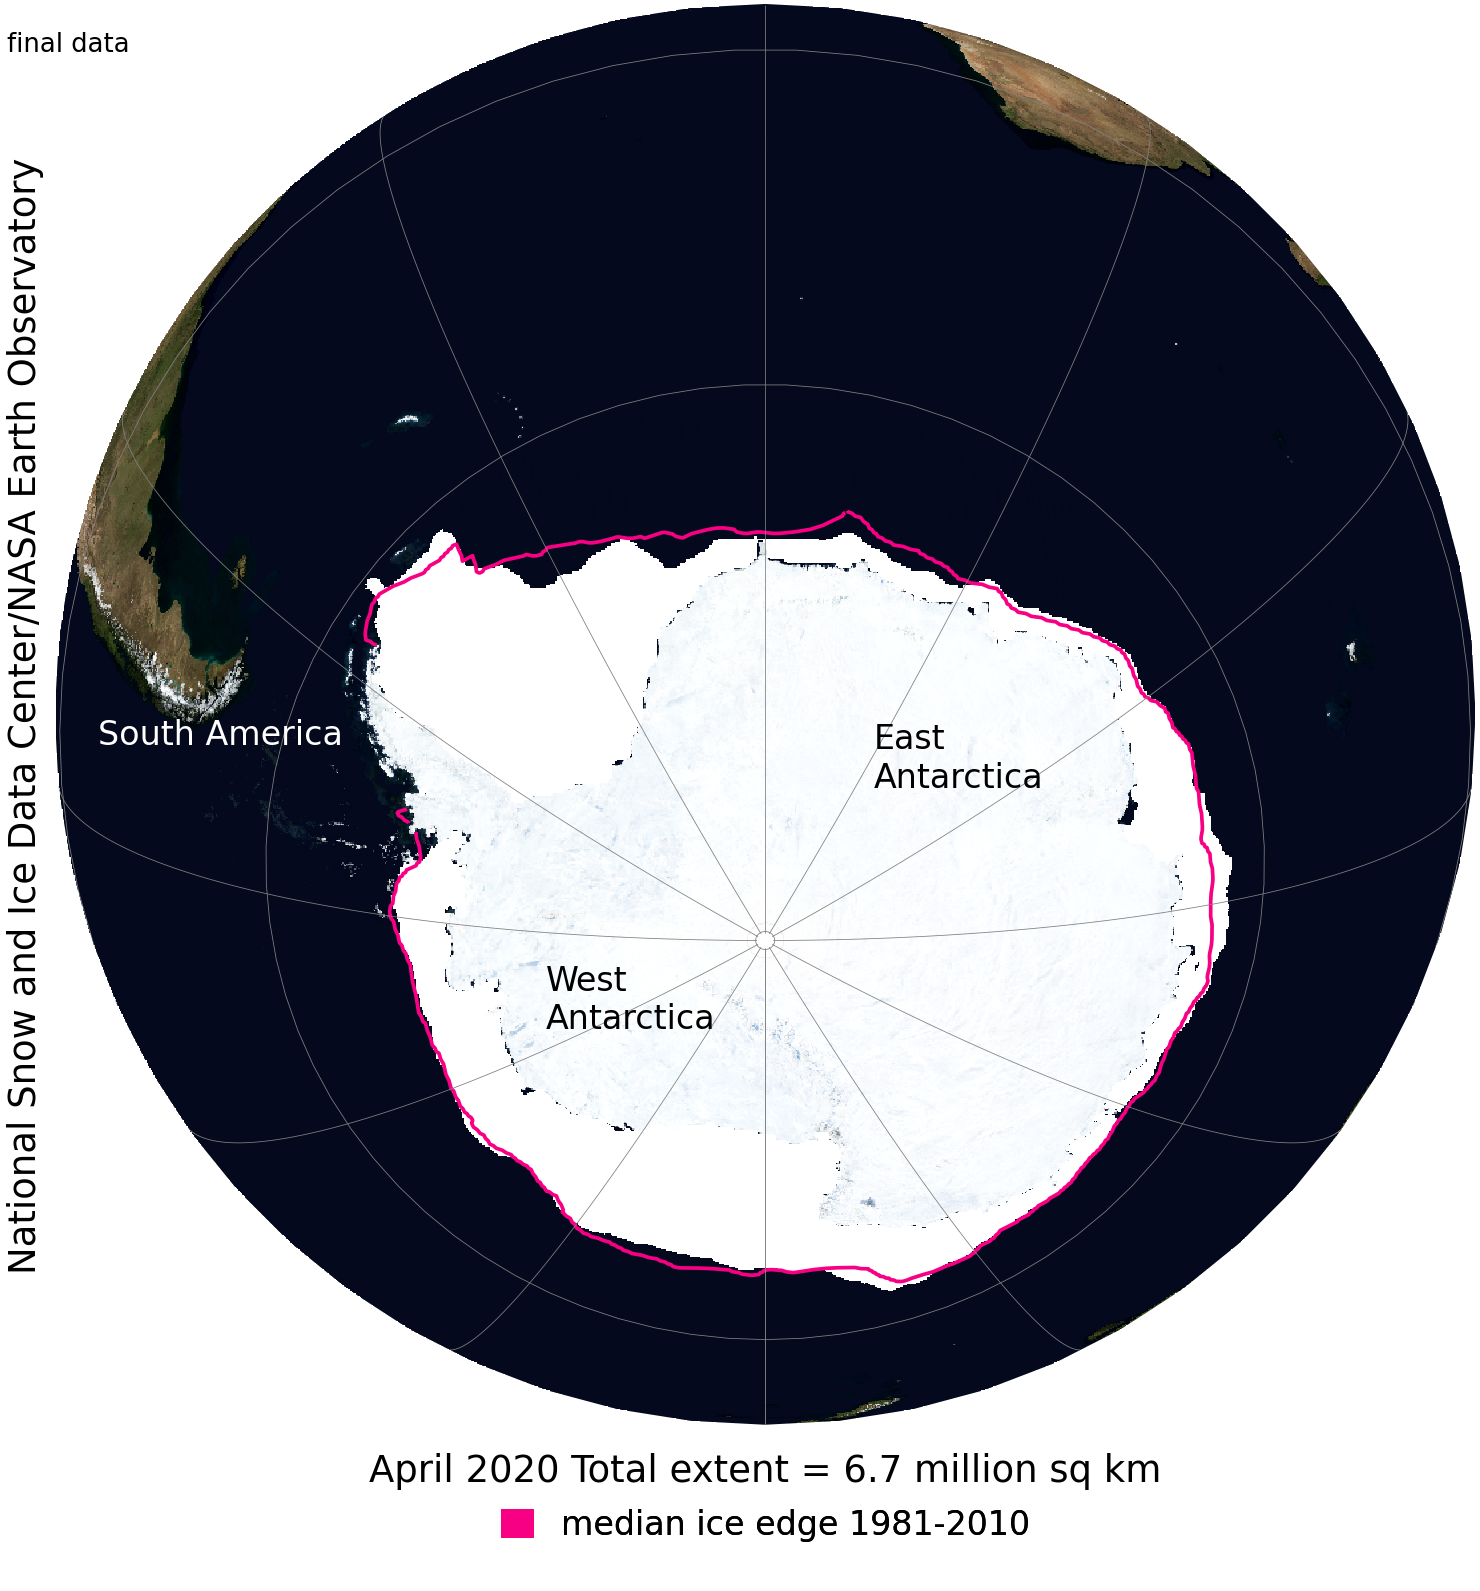 final data
National Snow and Ice Data Center/NASA Earth Observatory
South America
East
Antarctica
West
Antarctica
April 2020 Total extent = 6.7 million sq km
median ice edge 1981-2010